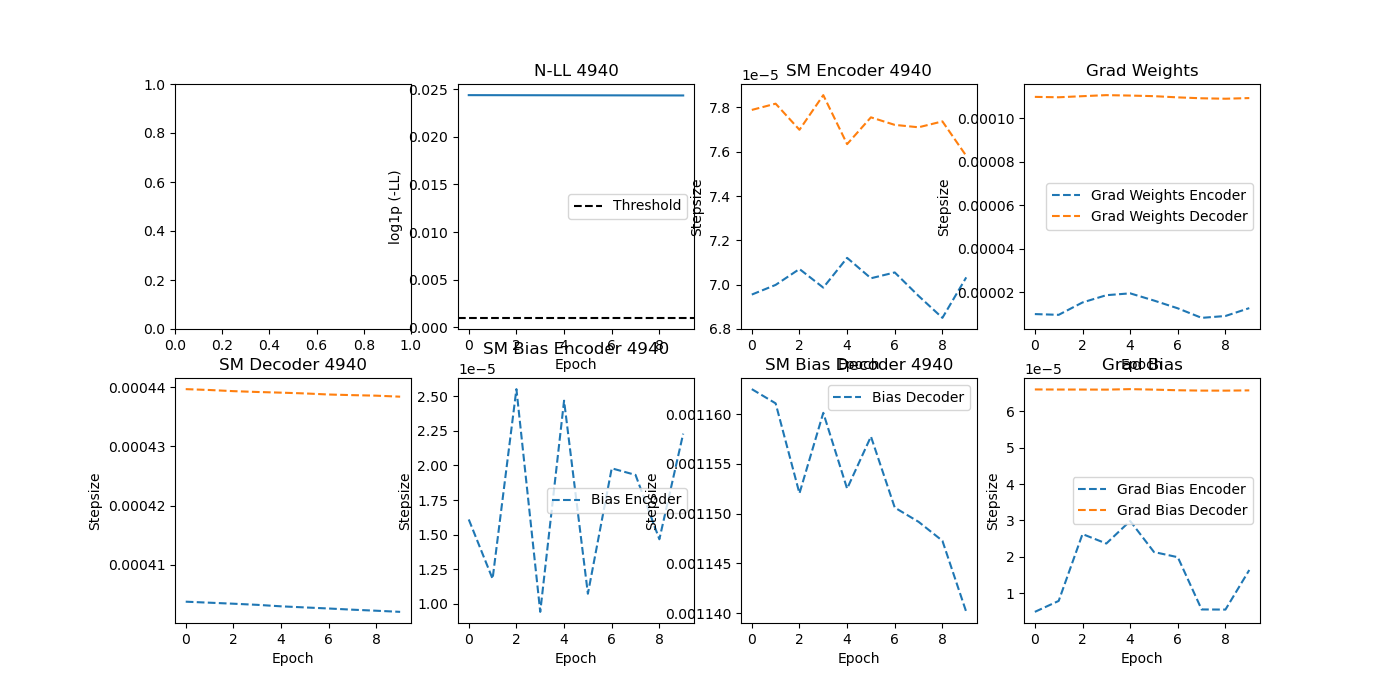 N-LL 4940
SM Encoder 4940
Grad Weights
1e−5
1.0
0.8
0.6
0.4
0.2
0.0
0.0
0.2
0.4
0.6
0.8
1.0
log1p (-LL)
0.025
0.020
0.015
0.010
0.005
0.000
Threshold
0
2
4
6
8
Epoch
Stepsize
7.8
7.6
7.4
7.2
7.0
6.8
0
2
4
6
8
Epoch
Stepsize
0.00010
0.00008
0.00006
0.00004
0.00002
Grad Weights Encoder
Grad Weights Decoder
0
2
4
6
8
Epoch
SM Decoder 4940
Stepsize
0.00044
0.00043
0.00042
0.00041
0
2
4
6
8
Epoch
SM Bias Encoder 4940
1e−5
Stepsize
2.50
2.25
2.00
1.75
1.50
1.25
1.00
Bias Encoder
0
2
4
6
8
Epoch
SM Bias Decoder 4940
Stepsize
0.001160
0.001155
0.001150
0.001145
0.001140
Bias Decoder
0
2
4
6
8
Epoch
Grad Bias
1e−5
Stepsize
6
5
4
3
2
1
Grad Bias Encoder
Grad Bias Decoder
0
2
4
6
8
Epoch